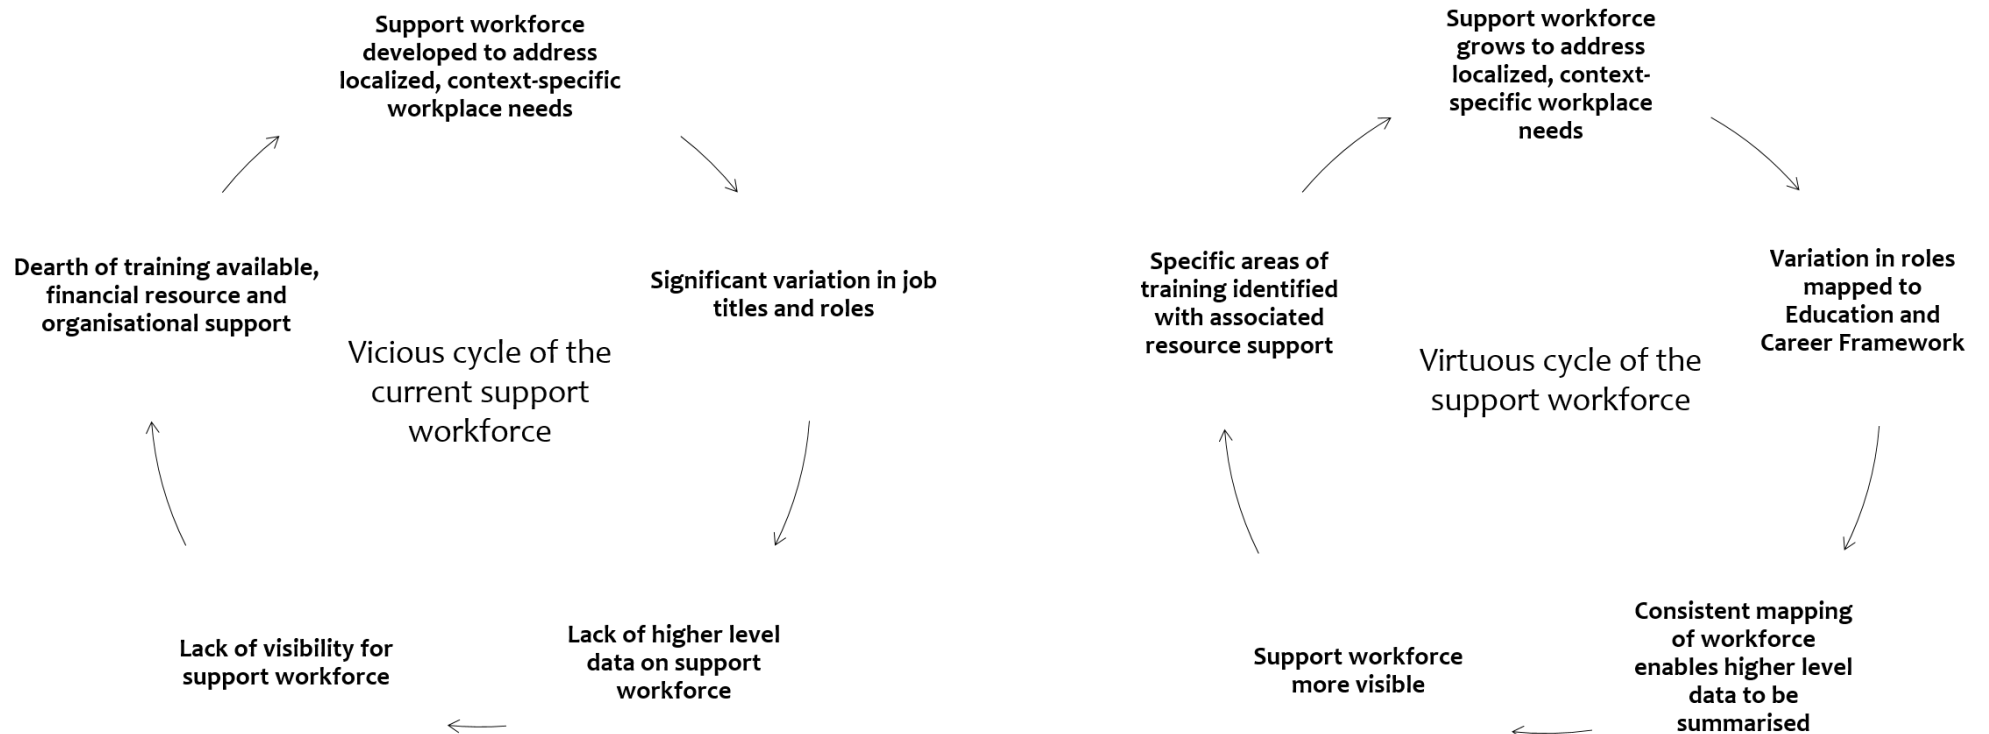 Support workforce
developed to address
localized, context-specific
workplace needs
Significant variation in job
titles and roles
Lack of higher level
data on support
workforce
Lack of visibility for
support workforce
Dearth of training available,
financial resource and
organisational support
Vicious cycle of the
current support
workforce
Support workforce
grows to address
localized, context-
specific workplace
needs
Variation in roles
mapped to
Education and
Career Framework
Consistent mapping
of workforce
enables higher level
data to be
summarised
Support workforce
more visible
Specific areas of
training identified
with associated
resource support
Virtuous cycle of the
support workforce